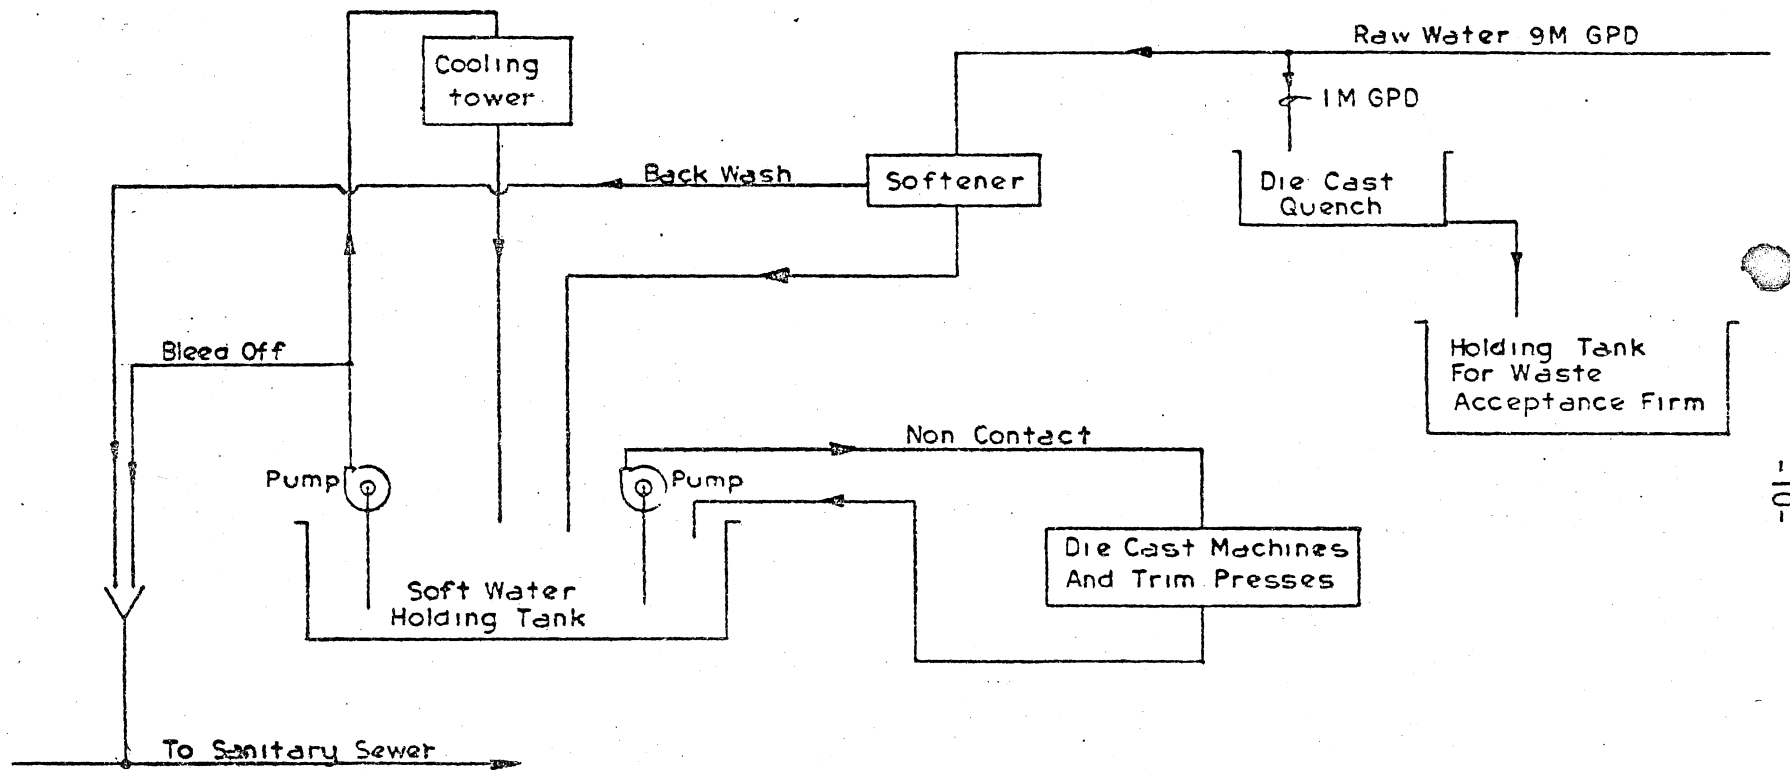 Raw Water 9M GPD
Cooling
tower
1M GPD
Back Wash
Softener
Die Cast
Quench
Bleed Off
Holding Tank
For Waste
Acceptance Firm
Non Contact
Pump
Pump
Die Cast Machines
And Trim Presses
Soft Water
Holding Tank
To Sanitary Sewer
-10-